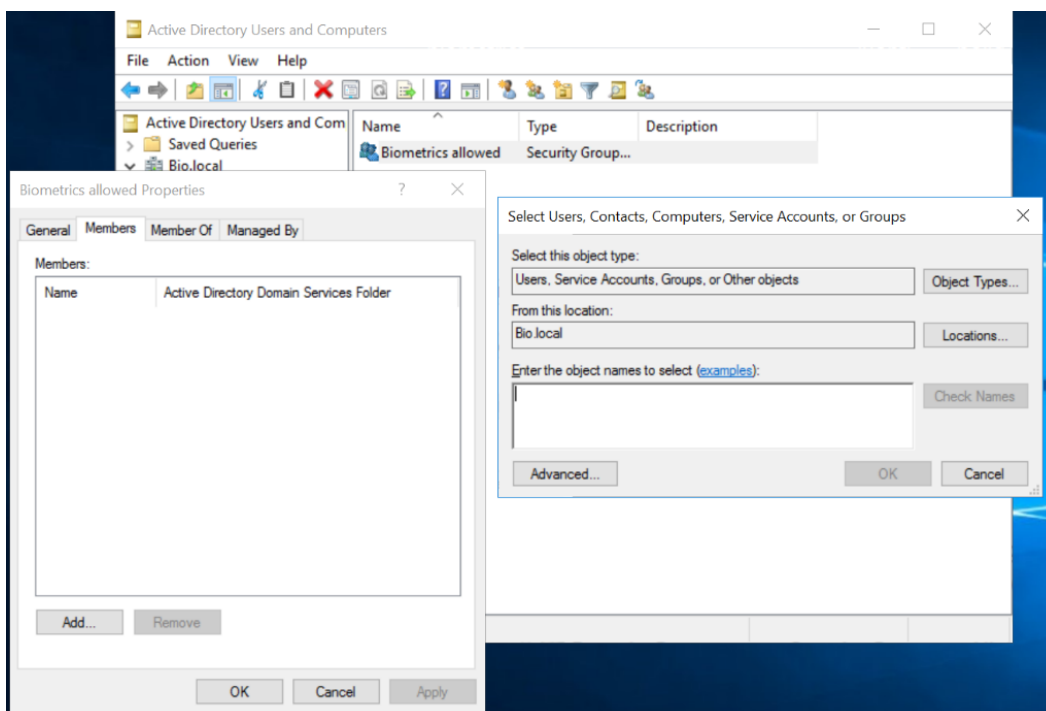 Active Directory Users and Computers
File Action View Help
Active Directory Users and Com
Saved Queries
Bio.local
Name Type Description
Biometrics allowed Security Group...
Biometrics allowed Properties
General Members Member Of Managed By
Members:
Name Active Directory Domain Services Folder
Add... Remove
OK Cancel Apply
Select Users, Contacts, Computers, Service Accounts, or Groups
Select this object type:
Users, Service Accounts, Groups, or Other objects Object Types...
From this location:
Bio.local Locations...
Enter the object names to select (examples):
Check Names
Advanced... OK Cancel